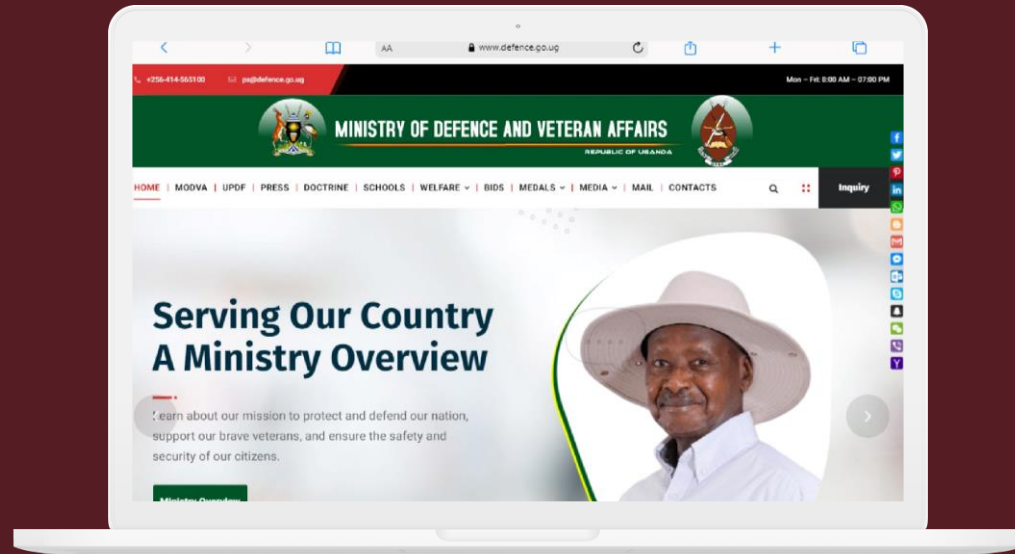 AA
www.defence.go.ug
+256-414-565100
ps@defence.go.ug
Mon – Fri: 8:00 AM – 07:00 PM
MINISTRY OF DEFENCE AND VETERAN AFFAIRS
REPUBLIC OF UGANDA
HOME | MODVA | UPDF | PRESS | DOCTRINE | SCHOOLS | WELFARE | BIDS | MEDALS | MEDIA | MAIL | CONTACTS
Inquiry
Serving Our Country
A Ministry Overview
Learn about our mission to protect and defend our nation,
support our brave veterans, and ensure the safety and
security of our citizens.
Ministry Overview